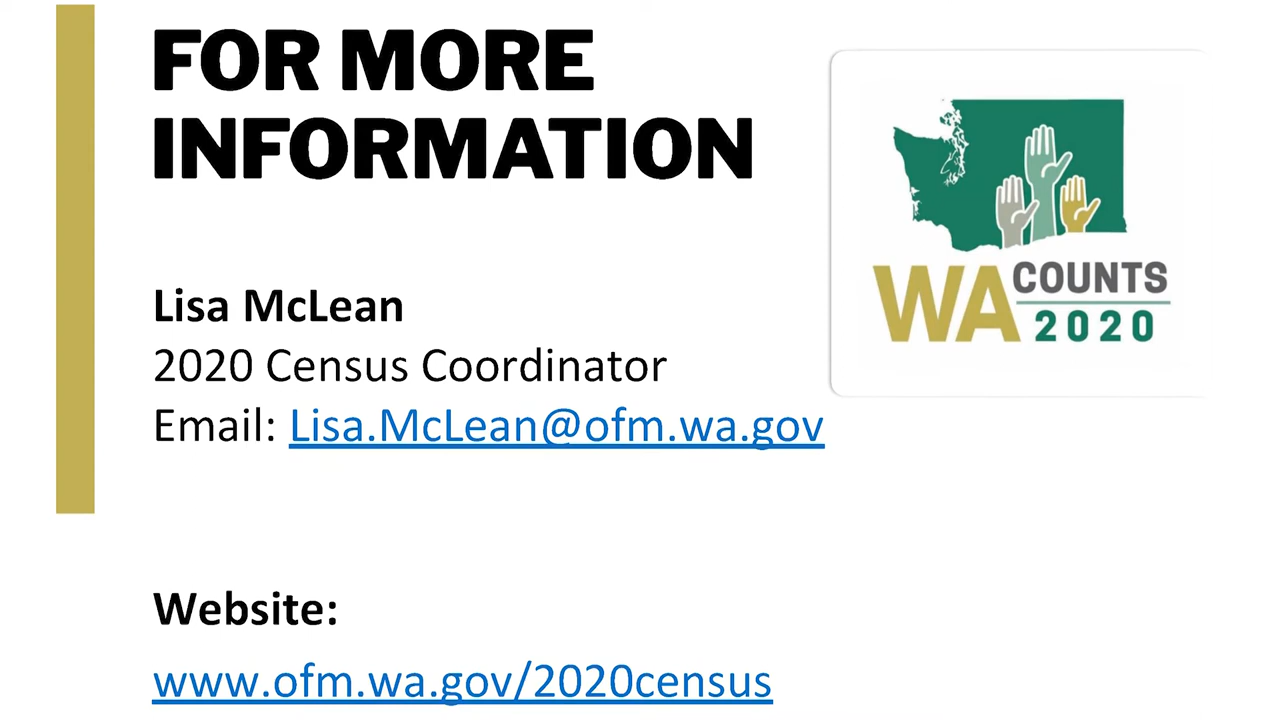 FOR MORE
INFORMATION
Lisa McLean
2020 Census Coordinator
Email: Lisa.McLean@ofm.wa.gov
WA COUNTS
2020
Website:
www.ofm.wa.gov/2020census